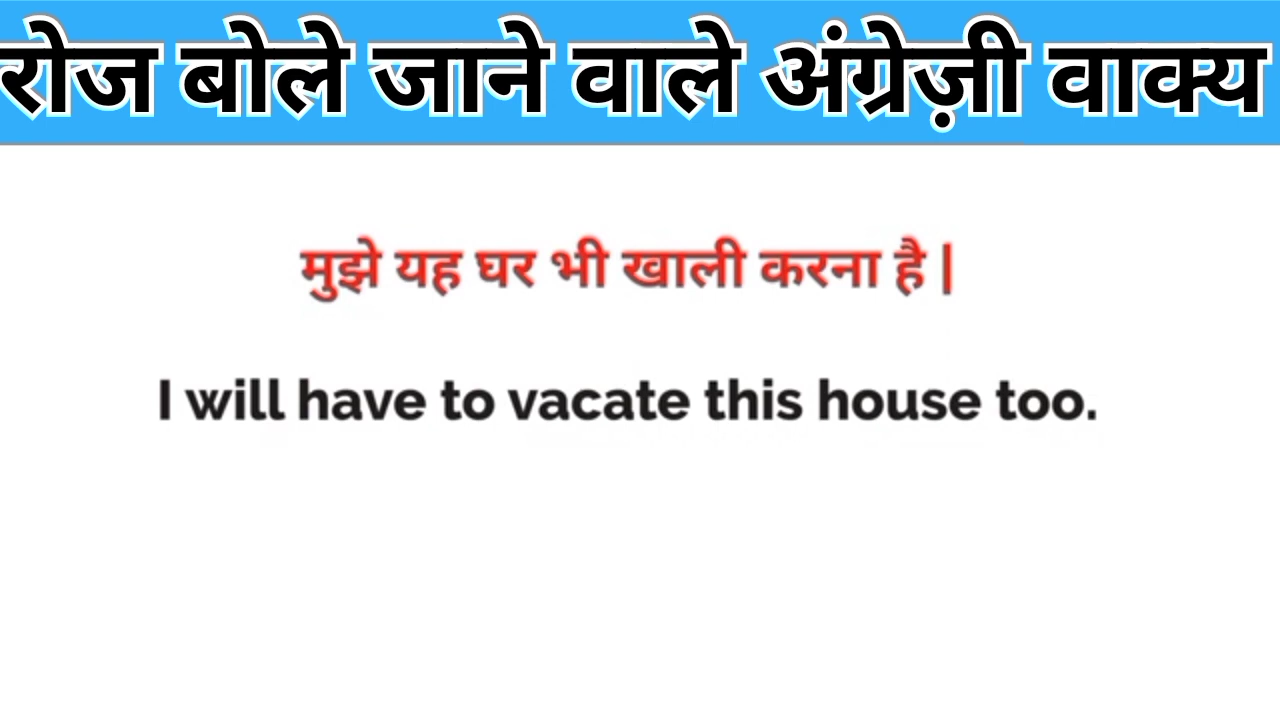 रोज बोले जाने वाले अंग्रेज़ी वाक्य
मुझे यह घर भी खाली करना है |
I will have to vacate this house too.